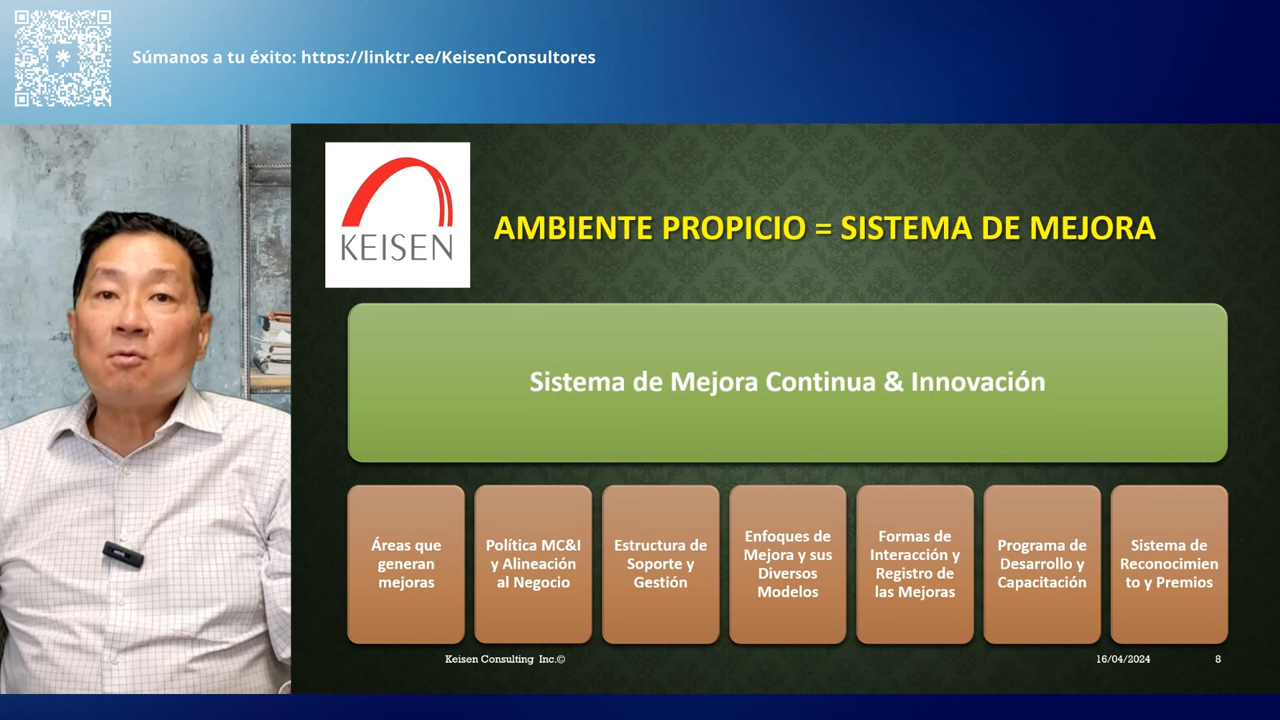 Súmanos a tu éxito: https://linktr.ee/KeisenConsultores
KEISEN
AMBIENTE PROPICIO = SISTEMA DE MEJORA
Sistema de Mejora Continua & Innovación
Áreas que
generan
mejoras
Política MC&I
y Alineación
al Negocio
Estructura de
Soporte y
Gestión
Enfoques de
Mejora y sus
Diversos
Modelos
Formas de
Interacción y
Registro de
las Mejoras
Programa de
Desarrollo y
Capacitación
Sistema de
Reconocimien
to y Premios
Keisen Consulting Inc.©
16/04/2024
8